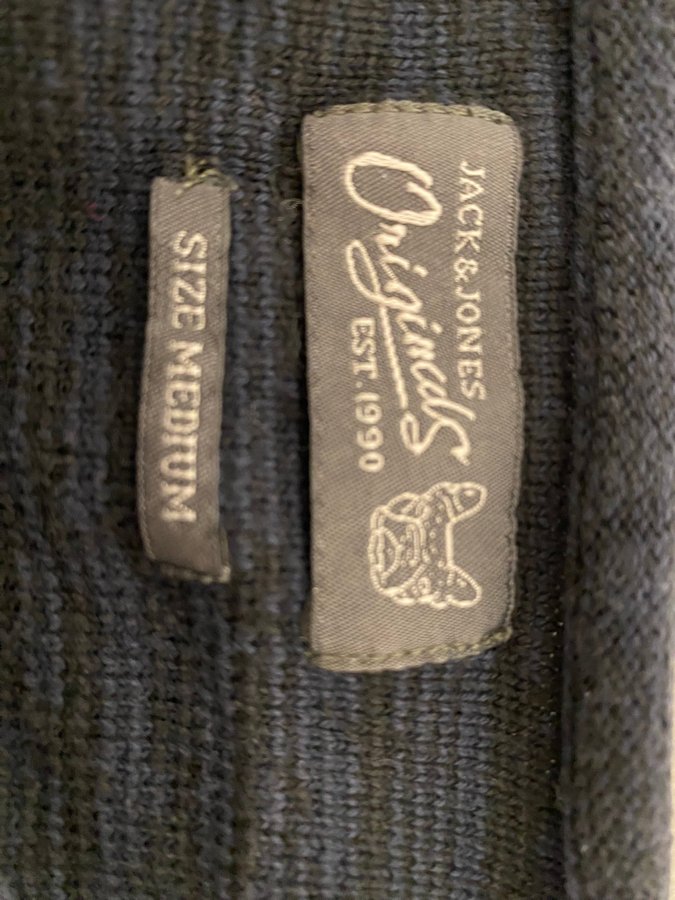 JACK & JONES
Originals
EST. 1990
SIZE MEDIUM